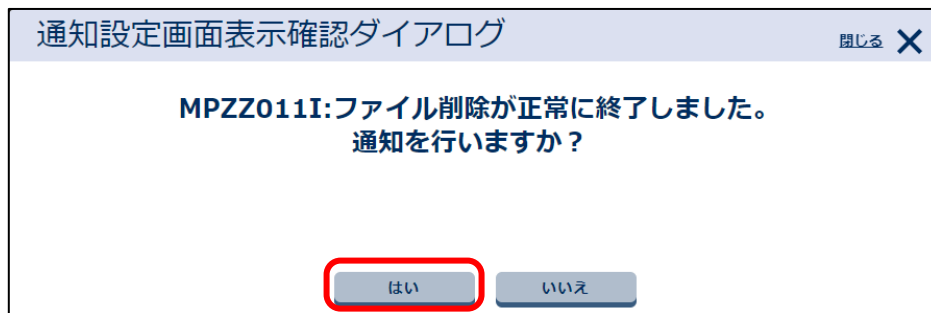 通知設定画面表示確認ダイアログ
閉じる
MPZZ011I:ファイル削除が正常に終了しました。
通知を行いますか？
はい
いいえ